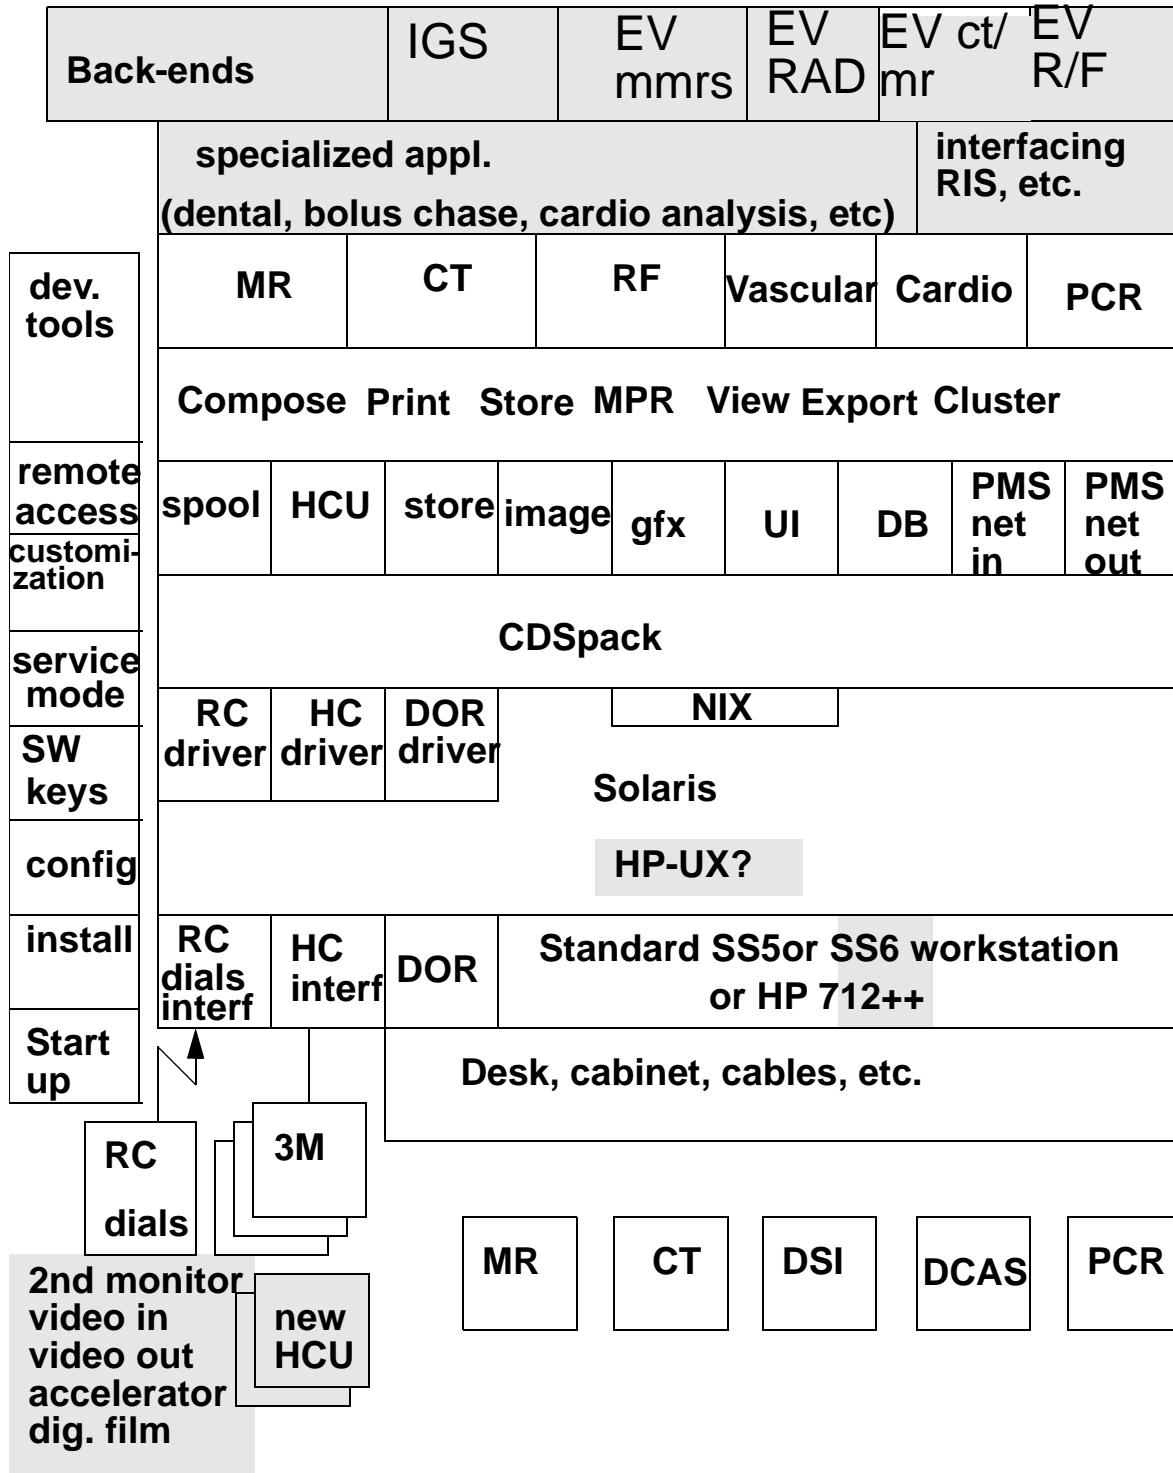 Back-ends
IGS
EV
mmrs
EV
RAD
EV ct/
mr
EV
R/F
specialized appl.
(dental, bolus chase, cardio analysis, etc)
interfacing
RIS, etc.
MR
CT
RF
Vascular
Cardio
PCR
Compose Print Store MPR View Export Cluster
spool
HCU
store
image
gfx
UI
DB
PMS
net
in
PMS
net
out
CDSpack
RC
driver
HC
driver
DOR
driver
NIX
Solaris
HP-UX?
RC
dials
interf
HC
interf
DOR
Standard SS5or SS6 workstation
or HP 712++
Desk, cabinet, cables, etc.
dev.
tools
remote
access
customi-
zation
service
mode
SW
keys
config
install
Start
up
RC
dials
3M
2nd monitor
video in
video out
accelerator
dig. film
new
HCU
MR
CT
DSI
DCAS
PCR